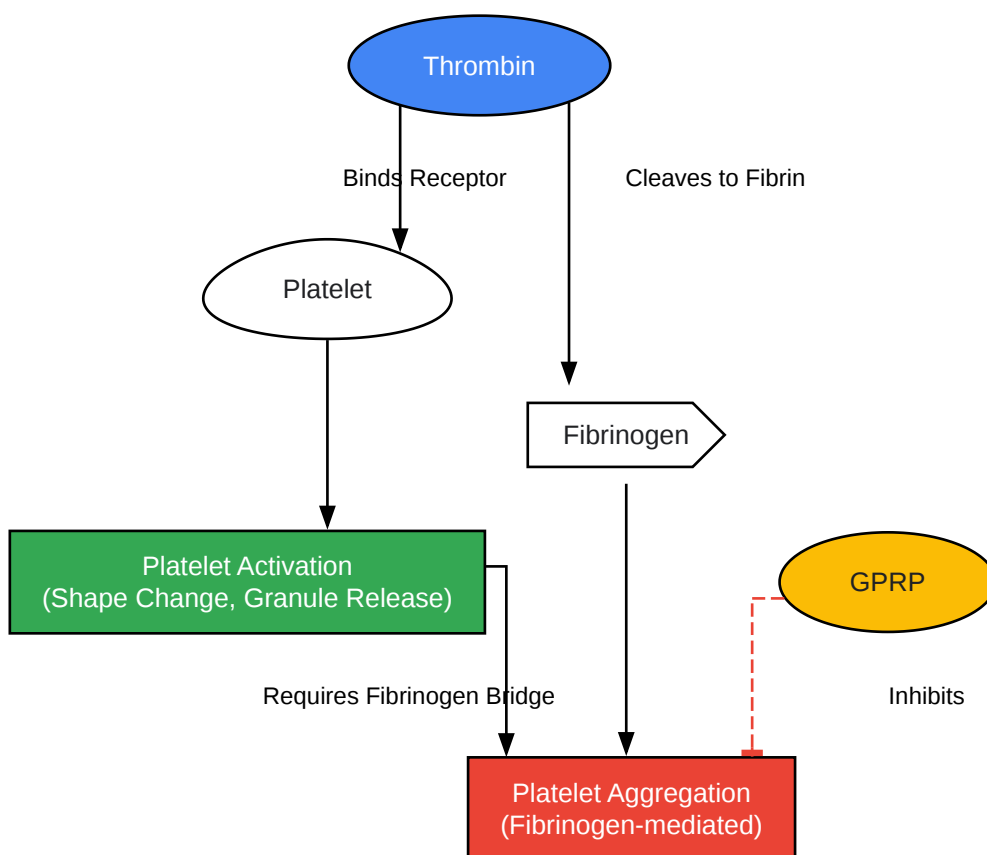 Thrombin
Binds Receptor
Cleaves to Fibrin
Platelet
Fibrinogen
Platelet Activation
(Shape Change, Granule Release)
GPRP
Requires Fibrinogen Bridge
Inhibits
Platelet Aggregation
(Fibrinogen-mediated)